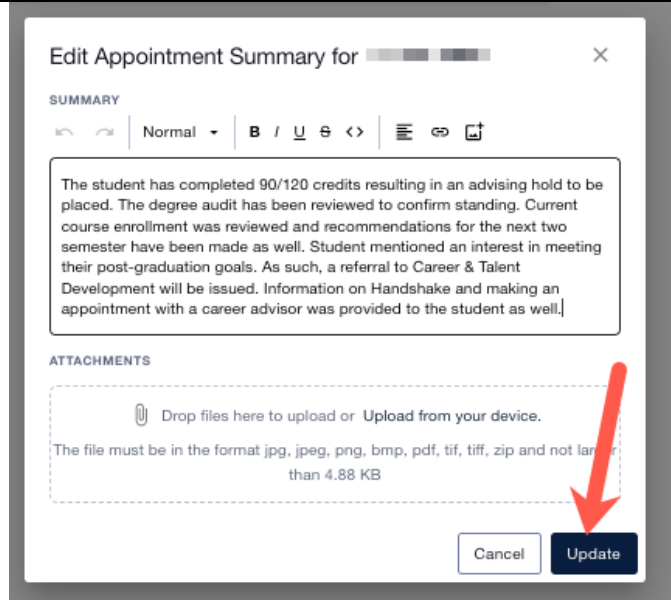 Edit Appointment Summary for
SUMMARY
Normal
B I U S <>
The student has completed 90/120 credits resulting in an advising hold to be
placed. The degree audit has been reviewed to confirm standing. Current
course enrollment was reviewed and recommendations for the next two
semester have been made as well. Student mentioned an interest in meeting
their post-graduation goals. As such, a referral to Career & Talent
Development will be issued. Information on Handshake and making an
appointment with a career advisor was provided to the student as well.
ATTACHMENTS
Drop files here to upload or Upload from your device.
The file must be in the format jpg, jpeg, png, bmp, pdf, tif, tiff, zip and not larger
than 4.88 KB
Cancel
Update